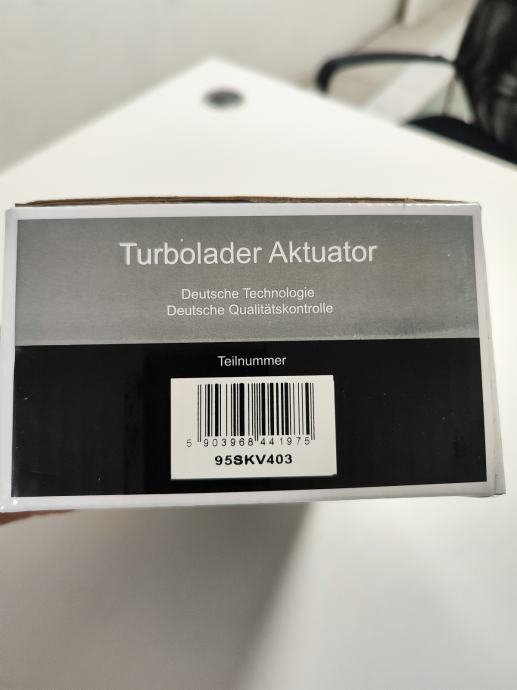 Turbolader Aktuator
Deutsche Technologie
Deutsche Qualitätskontrolle
Teilnummer
5 903968 441975
95SKV403